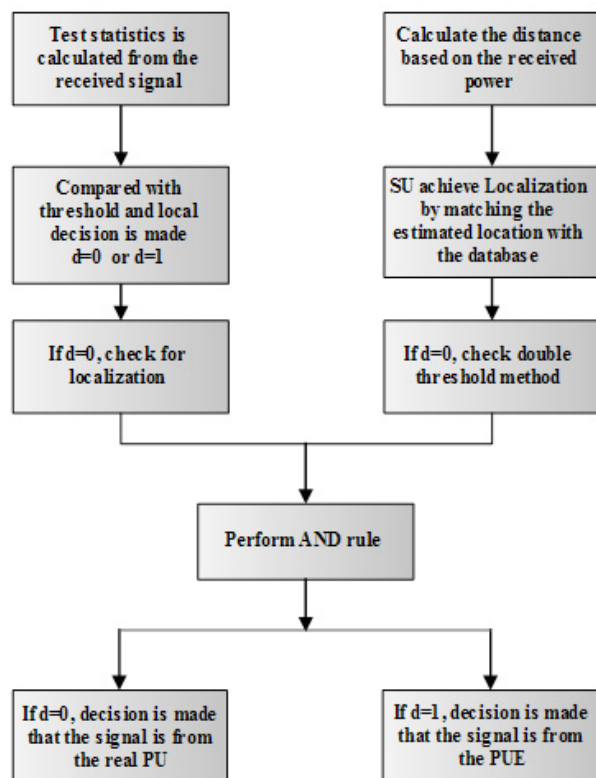 Test statistics is
calculated from the
received signal
Calculate the distance
based on the received
power
Compared with
threshold and local
decision is made
d=0 or d=1
SU achieve Localization
by matching the
estimated location with
the database
If d=0, check for
localization
If d=0, check double
threshold method
Perform AND rule
If d=0, decision is made
that the signal is from
the real PU
If d=1, decision is made
that the signal is from
the PUE